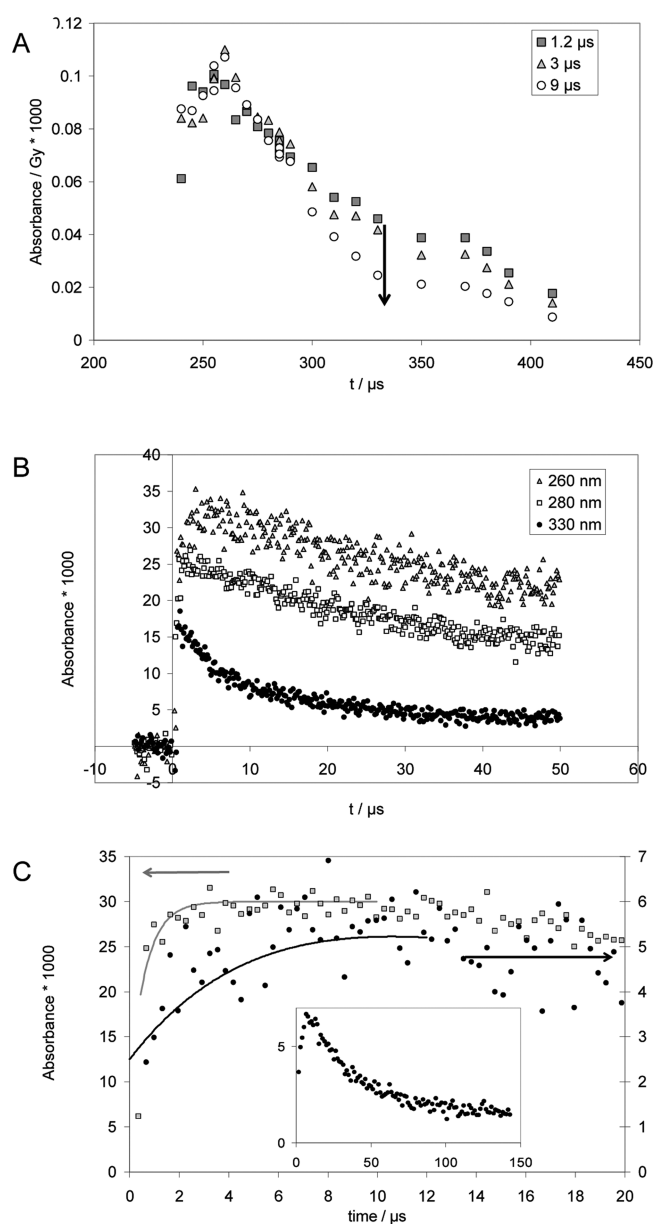 A
0.12
0.1
0.08
0.06
0.04
0.02
0
Absorbance / Gy * 1000
1.2 µs
3 µs
9 µs
200 250 300 350 400 450
t / µs
B
40
35
30
25
20
15
10
5
0
-5
Absorbance * 1000
260 nm
280 nm
330 nm
-10 0 10 20 30 40 50 60
t / µs
C
35
30
25
20
15
10
5
0
Absorbance * 1000
7
6
5
4
3
2
1
0
5
0
0 50 100 150
0 2 4 6 8 10 12 14 16 18 20
time / µs